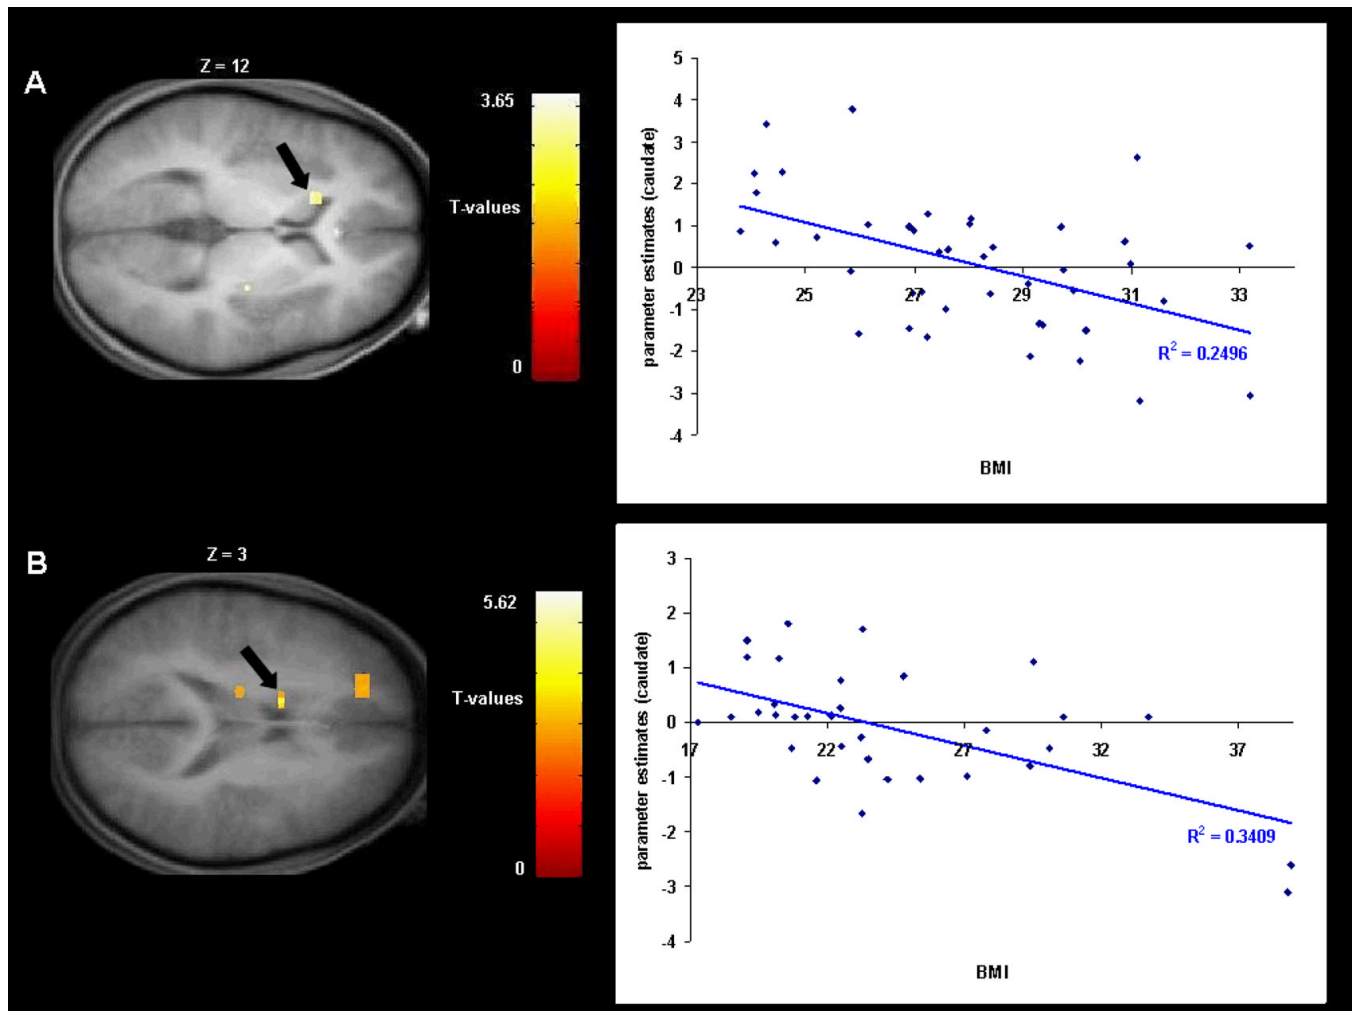 A
Z = 12
3.65
T-values
0
parameter estimates (caudate)
5
4
3
2
1
0
-1
-2
-3
-4
23 25 27 29 31 33
R² = 0.2496
BMI
B
Z = 3
5.62
T-values
0
parameter estimates (caudate)
3
2
1
0
-1
-2
-3
-4
17 22 27 32 37
R² = 0.3409
BMI